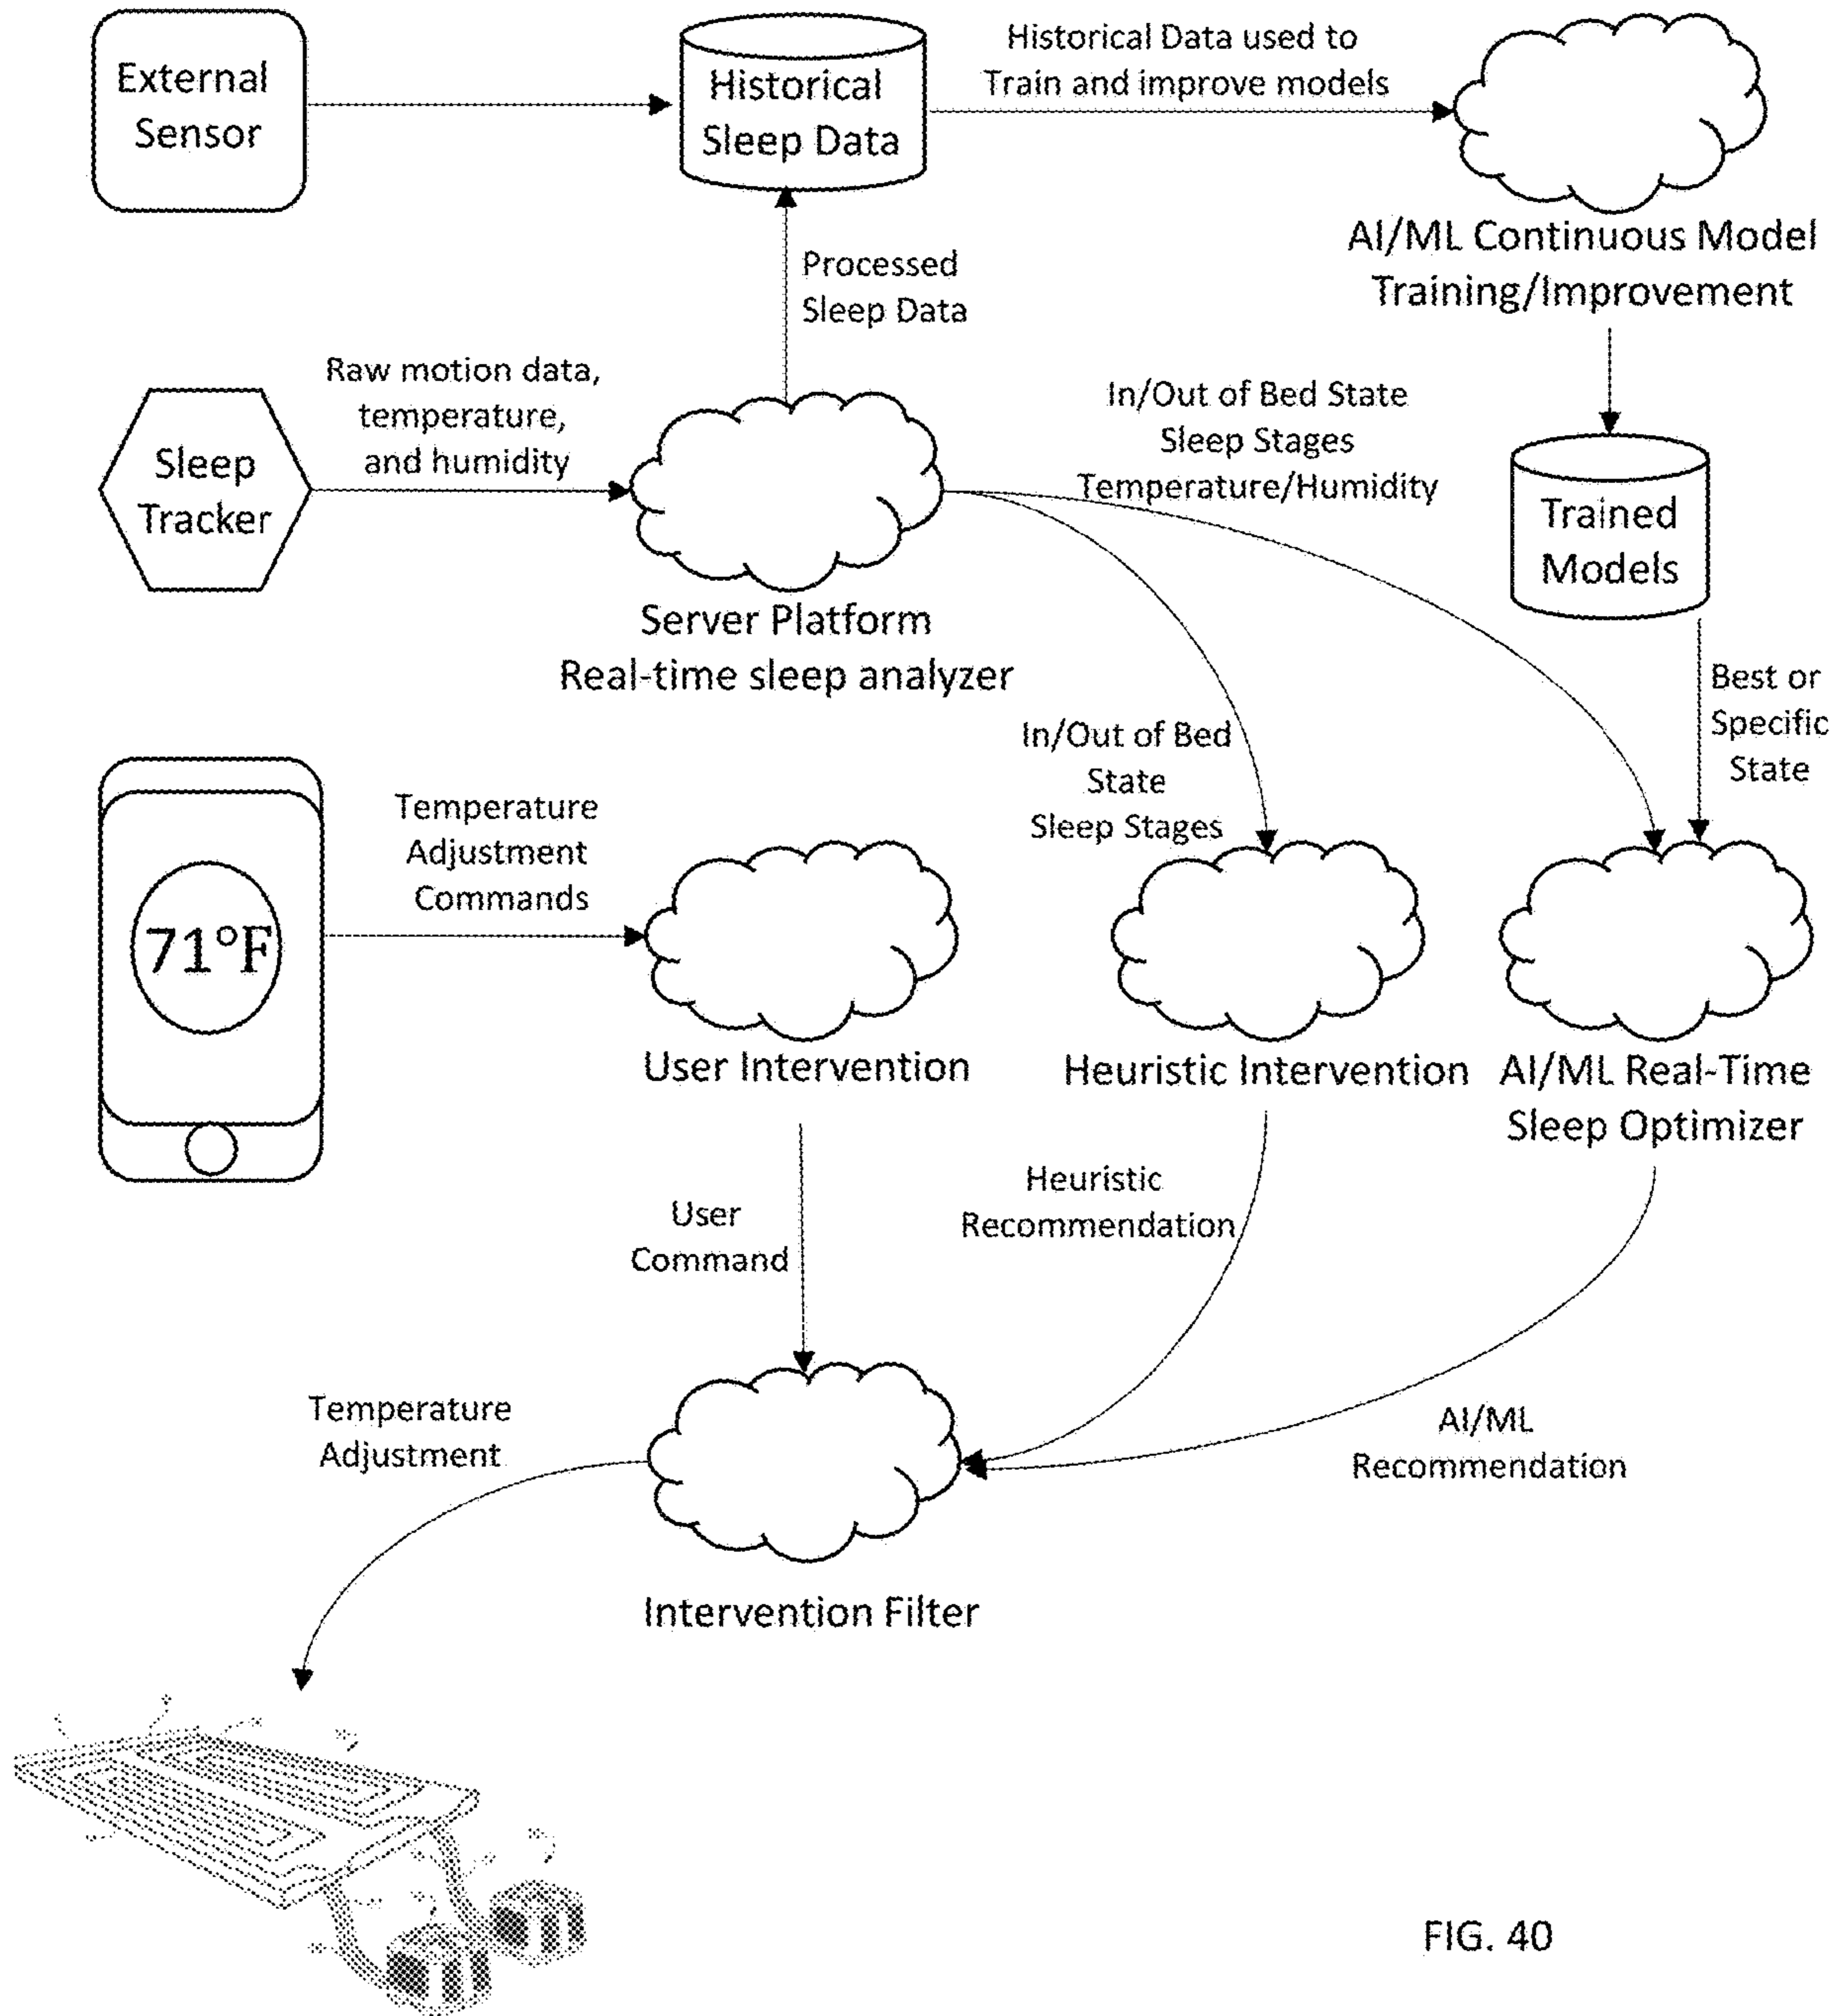 External
Sensor
Historical
Sleep Data
Historical Data used to
Train and improve models
AI/ML Continuous Model
Training/Improvement
Processed
Sleep Data
Sleep
Tracker
Raw motion data,
temperature,
and humidity
Server Platform
Real-time sleep analyzer
In/Out of Bed State
Sleep Stages
Temperature/Humidity
Trained
Models
Best or
Specific
State
In/Out of Bed
State
Sleep Stages
71°F
Temperature
Adjustment
Commands
User Intervention
Heuristic Intervention
AI/ML Real-Time
Sleep Optimizer
User
Command
Heuristic
Recommendation
AI/ML
Recommendation
Temperature
Adjustment
Intervention Filter
FIG. 40